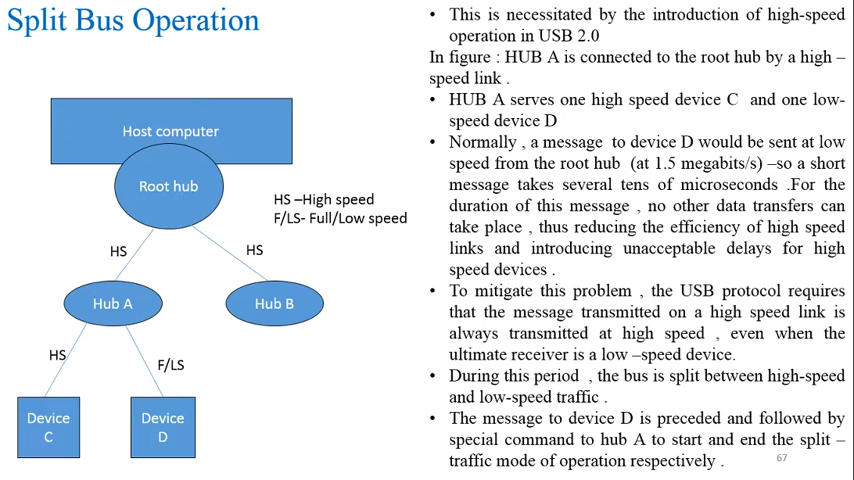 Split Bus Operation
Host computer
Root hub
HS –High speed
F/LS- Full/Low speed
HS
HS
Hub A
Hub B
HS
F/LS
Device
C
Device
D
• This is necessitated by the introduction of high-speed
operation in USB 2.0
In figure : HUB A is connected to the root hub by a high –
speed link .
• HUB A serves one high speed device C and one low-
speed device D
• Normally , a message to device D would be sent at low
speed from the root hub (at 1.5 megabits/s) –so a short
message takes several tens of microseconds .For the
duration of this message , no other data transfers can
take place , thus reducing the efficiency of high speed
links and introducing unacceptable delays for high
speed devices .
• To mitigate this problem , the USB protocol requires
that the message transmitted on a high speed link is
always transmitted at high speed , even when the
ultimate receiver is a low –speed device.
• During this period , the bus is split between high-speed
and low-speed traffic .
• The message to device D is preceded and followed by
special command to hub A to start and end the split –
traffic mode of operation respectively .
67